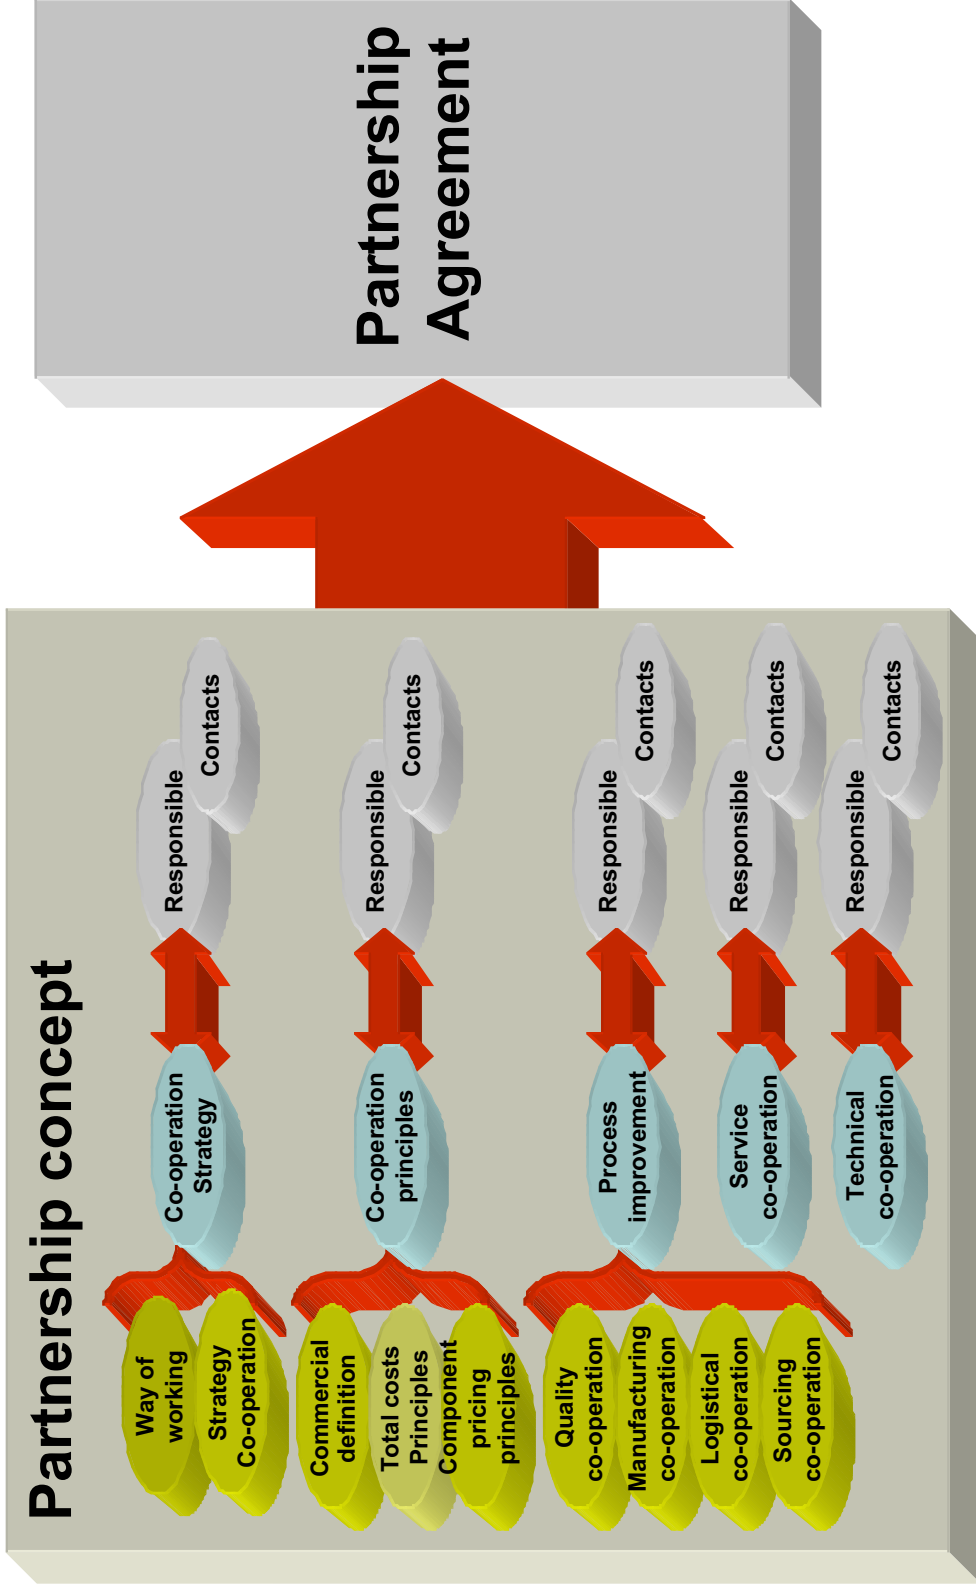 Partnership concept
Way of
working
Strategy
Co-operation
Co-operation
Strategy
Responsible
Contacts
Commercial
definition
Total costs
Principles
Component
pricing
principles
Co-operation
principles
Responsible
Contacts
Quality
co-operation
Manufacturing
co-operation
Logistical
co-operation
Sourcing
co-operation
Process
improvement
Responsible
Contacts
Service
co-operation
Responsible
Contacts
Technical
co-operation
Responsible
Contacts
Partnership
Agreement